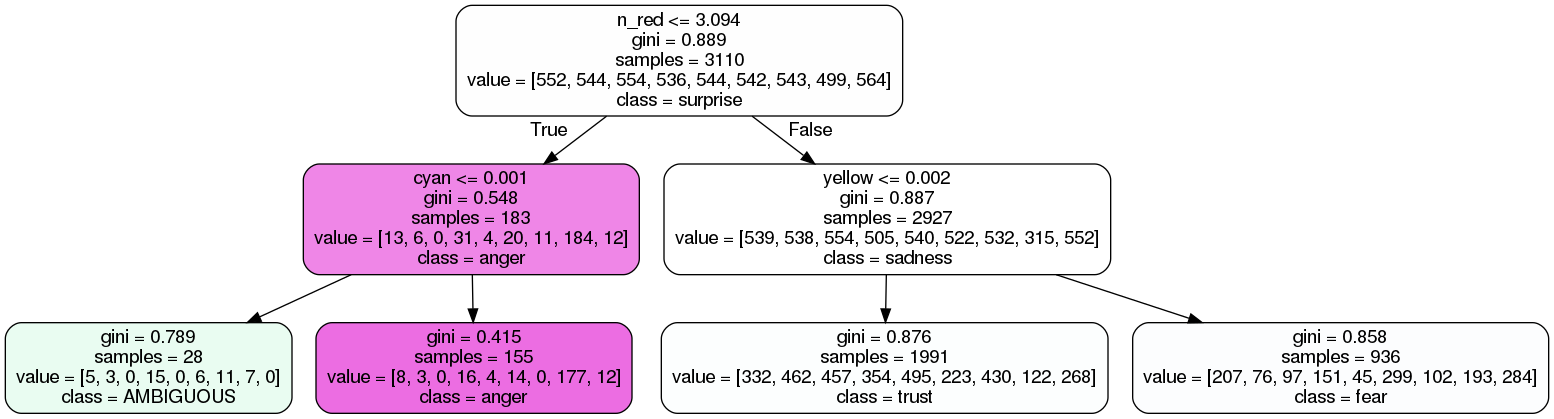 n_red <= 3.094
gini = 0.889
samples = 3110
value = [552, 544, 554, 536, 544, 542, 543, 499, 564]
class = surprise
True
False
cyan <= 0.001
gini = 0.548
samples = 183
value = [13, 6, 0, 31, 4, 20, 11, 184, 12]
class = anger
yellow <= 0.002
gini = 0.887
samples = 2927
value = [539, 538, 554, 505, 540, 522, 532, 315, 552]
class = sadness
gini = 0.789
samples = 28
value = [5, 3, 0, 15, 0, 6, 11, 7, 0]
class = AMBIGUOUS
gini = 0.415
samples = 155
value = [8, 3, 0, 16, 4, 14, 0, 177, 12]
class = anger
gini = 0.876
samples = 1991
value = [332, 462, 457, 354, 495, 223, 430, 122, 268]
class = trust
gini = 0.858
samples = 936
value = [207, 76, 97, 151, 45, 299, 102, 193, 284]
class = fear